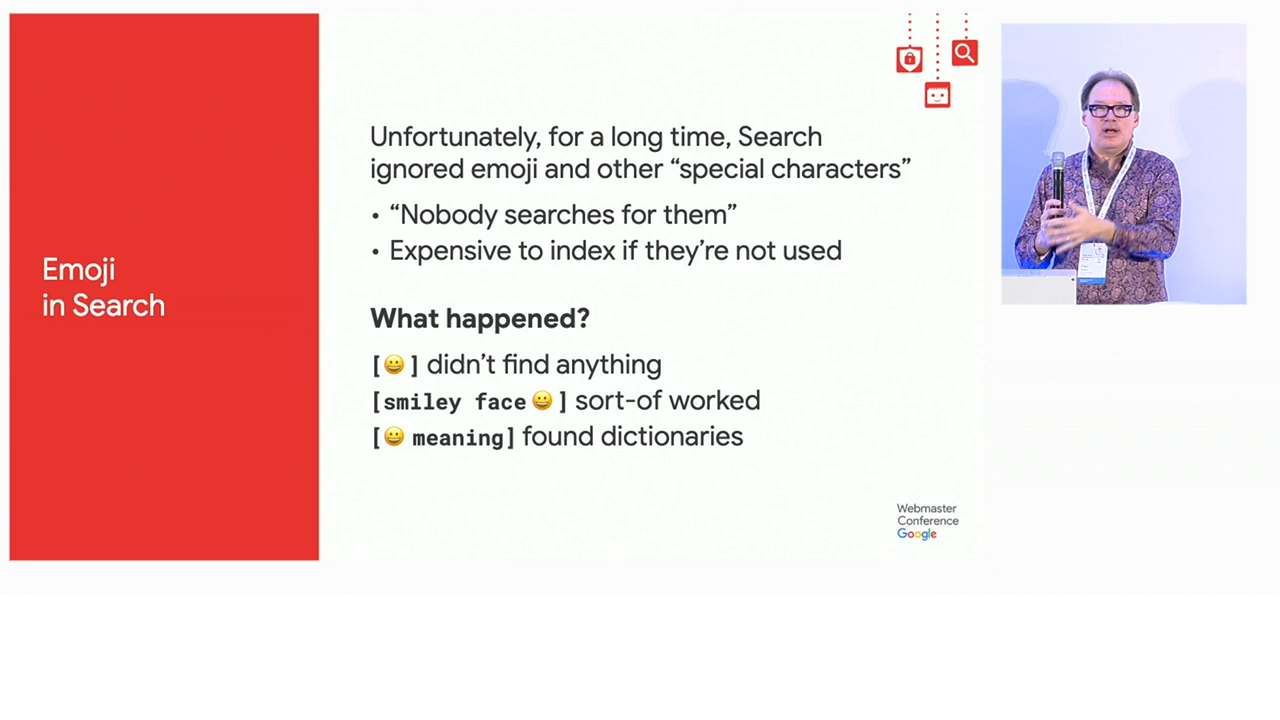 Emoji
in Search
Unfortunately, for a long time, Search
ignored emoji and other “special characters”
• “Nobody searches for them”
• Expensive to index if they’re not used
What happened?
[😀 ] didn’t find anything
[smiley face 😀 ] sort-of worked
[😀 meaning] found dictionaries
Webmaster
Conference
Google